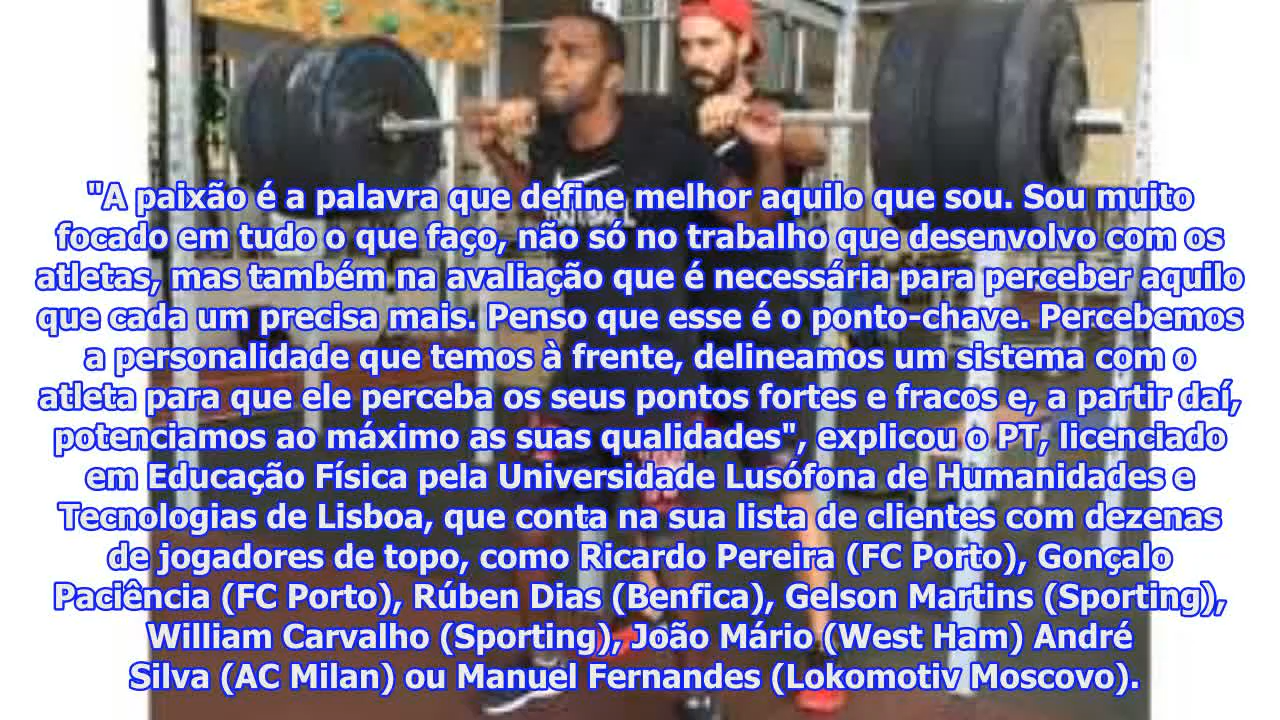 "A paixão é a palavra que define melhor aquilo que sou. Sou muito
focado em tudo o que faço, não só no trabalho que desenvolvo com os
atletas, mas também na avaliação que é necessária para perceber aquilo
que cada um precisa mais. Penso que esse é o ponto-chave. Percebemos
a personalidade que temos à frente, delineamos um sistema com o
atleta para que ele perceba os seus pontos fortes e fracos e, a partir daí,
potenciamos ao máximo as suas qualidades", explicou o PT, licenciado
em Educação Física pela Universidade Lusófona de Humanidades e
Tecnologias de Lisboa, que conta na sua lista de clientes com dezenas
de jogadores de topo, como Ricardo Pereira (FC Porto), Gonçalo
Paciência (FC Porto), Rúben Dias (Benfica), Gelson Martins (Sporting),
William Carvalho (Sporting), João Mário (West Ham) André
Silva (AC Milan) ou Manuel Fernandes (Lokomotiv Moscovo).